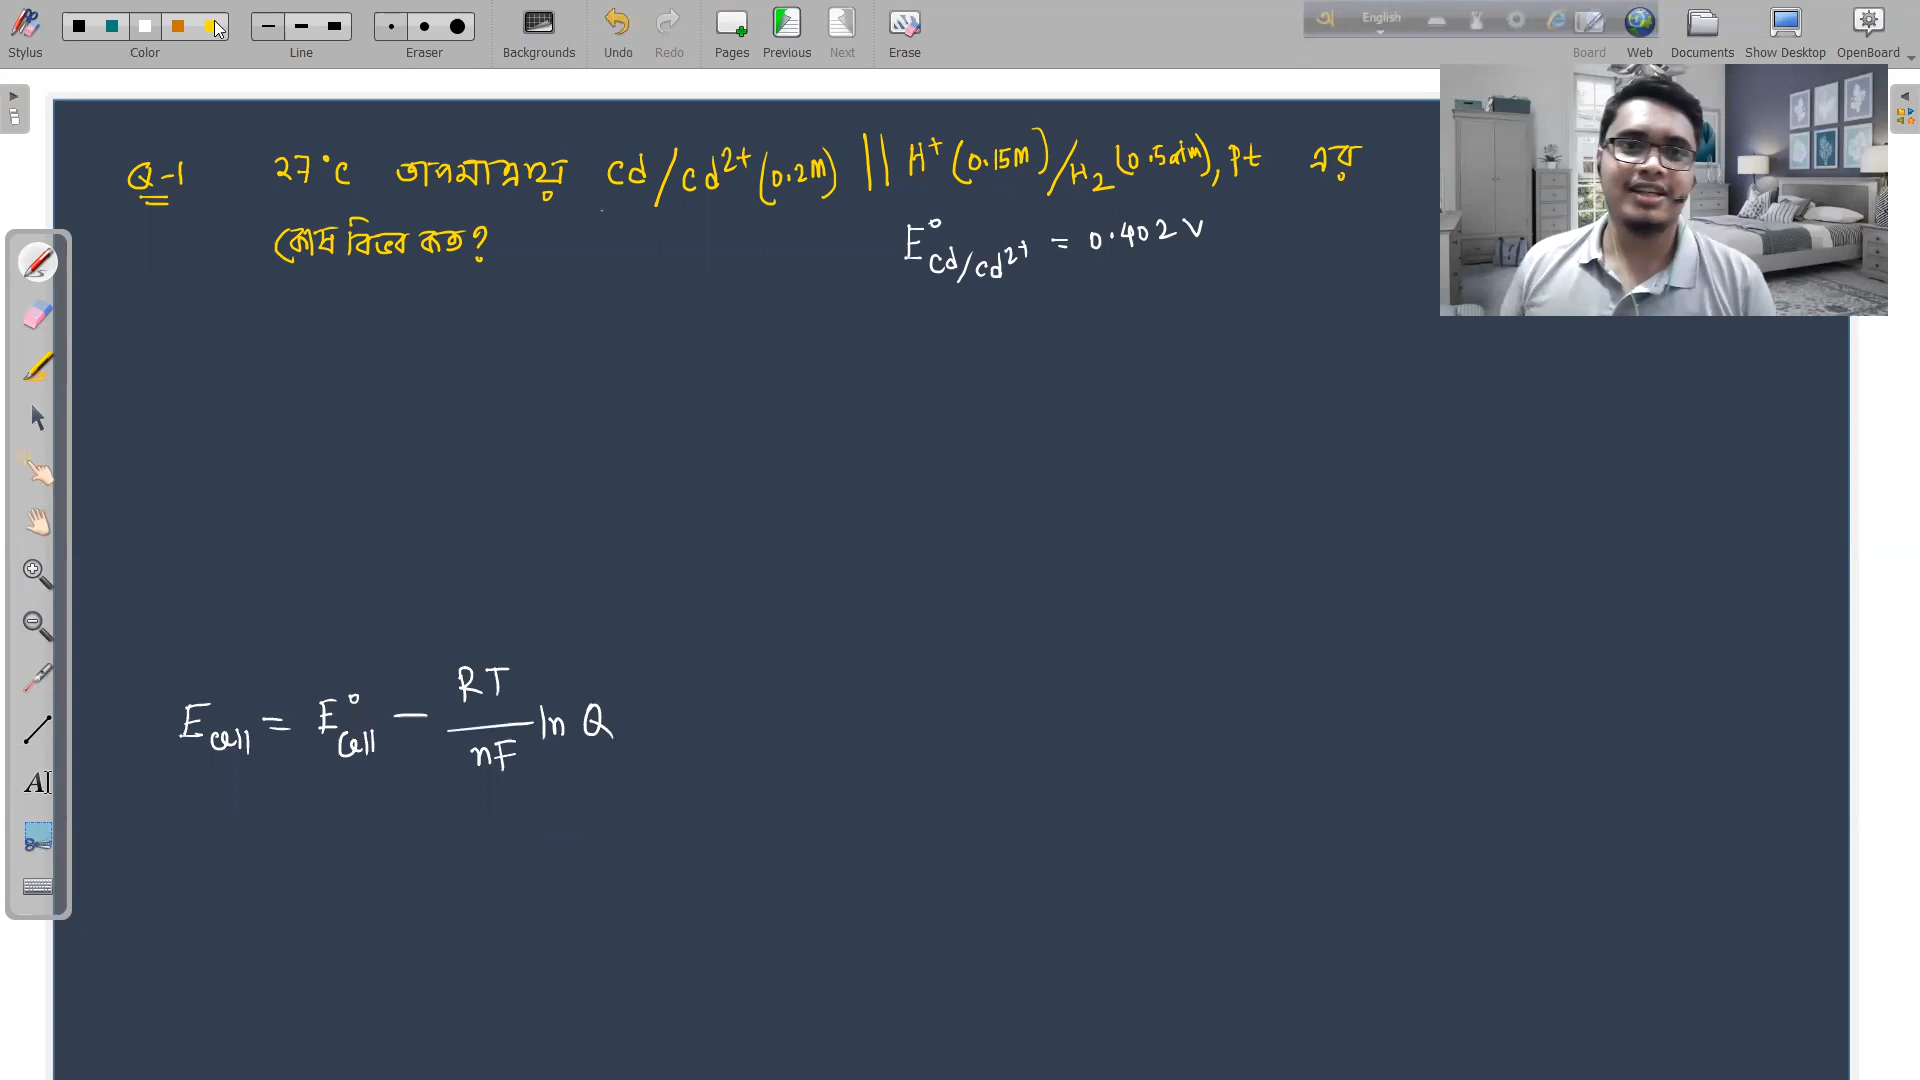 Stylus
Color
Line
Eraser
Backgrounds
Undo
Redo
Pages
Previous
Next
Erase
English
Board
Web
Documents
Show Desktop
OpenBoard
Q-1 27°C তাপমাত্রায় Cd/Cd²⁺(0.2M) || H⁺(0.15M)/H₂(0.5atm), Pt এর
কোষ বিভব কত?
E°Cd/Cd²⁺ = 0.402 V
Ecell = E°Cell − RT/nF ln Q